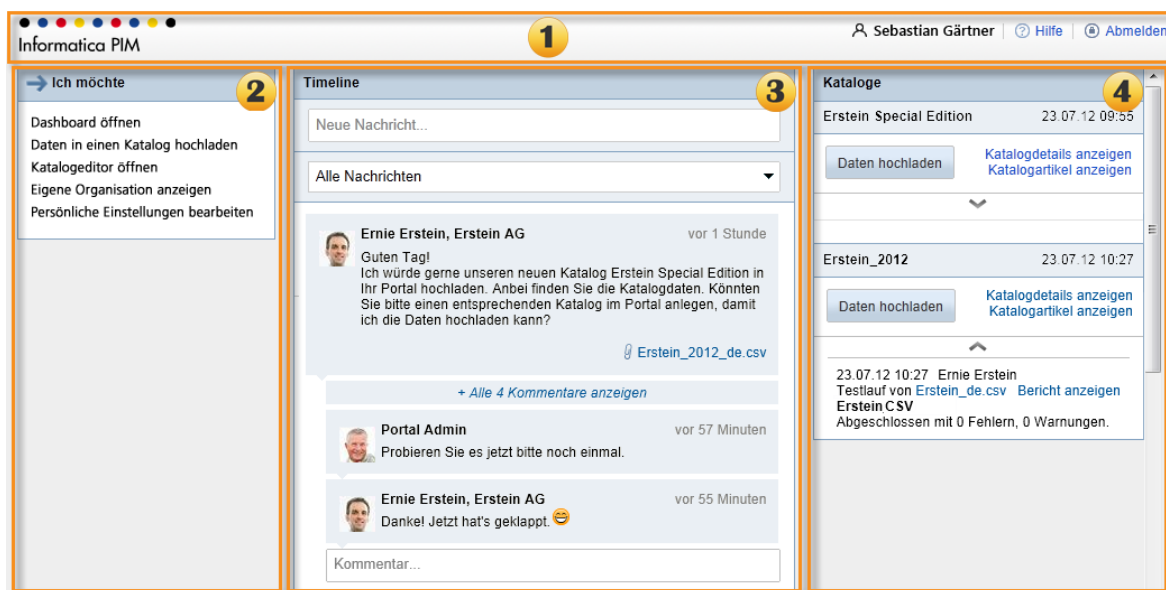 Informatica PIM
1
Sebastian Gärtner
Hilfe
Abmelden
Ich möchte
2
Dashboard öffnen
Daten in einen Katalog hochladen
Katalogeditor öffnen
Eigene Organisation anzeigen
Persönliche Einstellungen bearbeiten
Timeline
3
Neue Nachricht...
Alle Nachrichten
Ernie Erstein, Erstein AG vor 1 Stunde
Guten Tag!
Ich würde gerne unseren neuen Katalog Erstein Special Edition in
Ihr Portal hochladen. Anbei finden Sie die Katalogdaten. Könnten
Sie bitte einen entsprechenden Katalog im Portal anlegen, damit
ich die Daten hochladen kann?
Erstein_2012_de.csv
+ Alle 4 Kommentare anzeigen
Portal Admin vor 57 Minuten
Probieren Sie es jetzt bitte noch einmal.
Ernie Erstein, Erstein AG vor 55 Minuten
Danke! Jetzt hat's geklappt.
Kommentar...
Kataloge
4
Erstein Special Edition 23.07.12 09:55
Daten hochladen
Katalogdetails anzeigen
Katalogartikel anzeigen
Erstein_2012 23.07.12 10:27
Daten hochladen
Katalogdetails anzeigen
Katalogartikel anzeigen
23.07.12 10:27 Ernie Erstein
Testlauf von Erstein_de.csv Bericht anzeigen
Erstein_CSV
Abgeschlossen mit 0 Fehlern, 0 Warnungen.